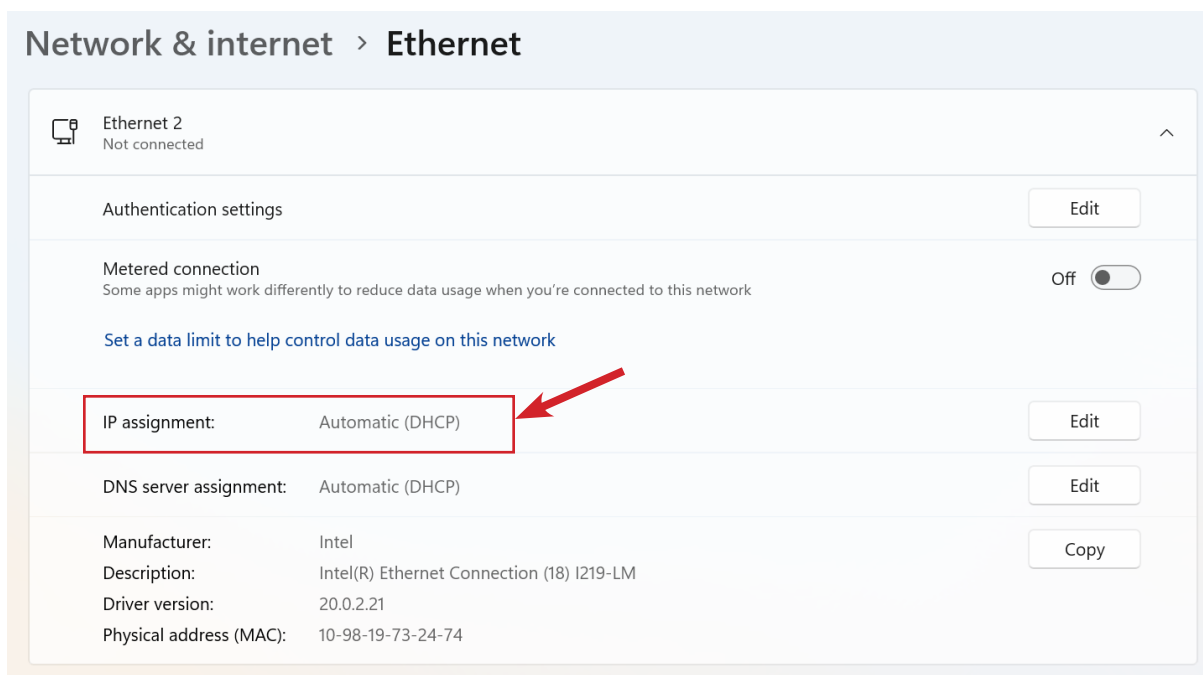 Network & internet > Ethernet
Ethernet 2
Not connected
Authentication settings Edit
Metered connection
Some apps might work differently to reduce data usage when you’re connected to this network
Off
Set a data limit to help control data usage on this network
IP assignment: Automatic (DHCP) Edit
DNS server assignment: Automatic (DHCP) Edit
Manufacturer: Intel Copy
Description: Intel(R) Ethernet Connection (18) I219-LM
Driver version: 20.0.2.21
Physical address (MAC): 10-98-19-73-24-74